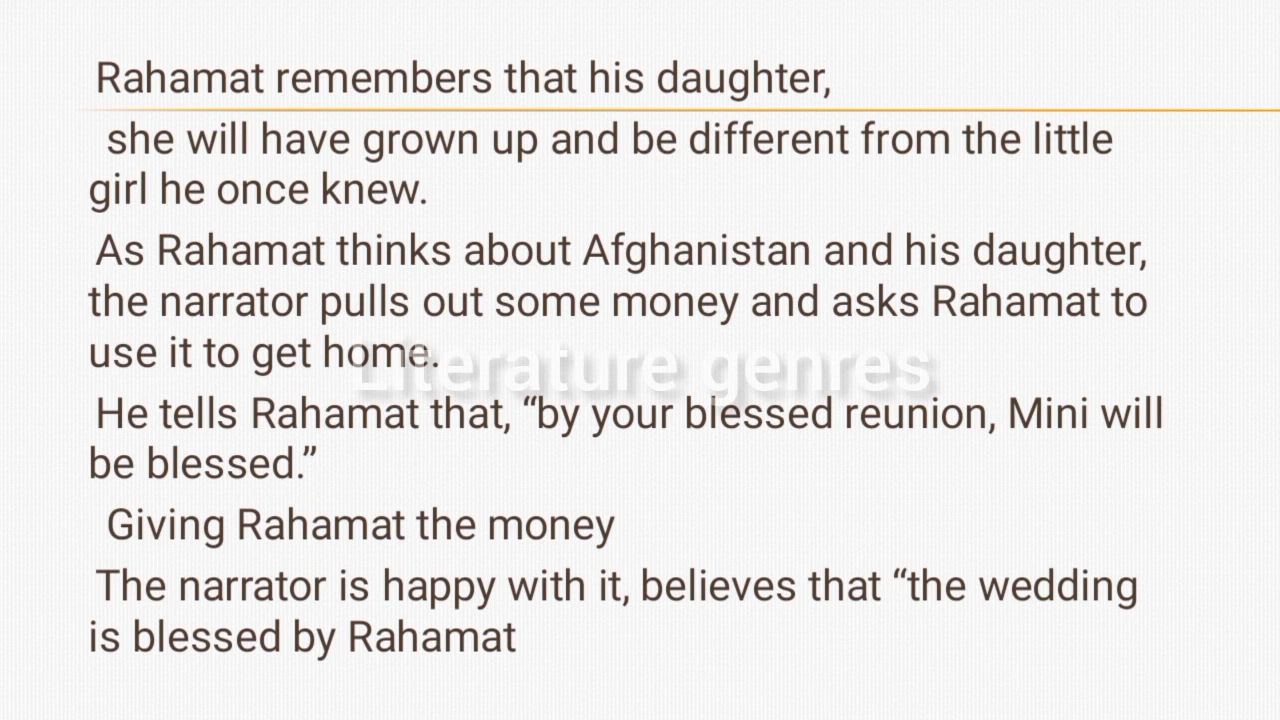 Rahamat remembers that his daughter,
she will have grown up and be different from the little
girl he once knew.
As Rahamat thinks about Afghanistan and his daughter,
the narrator pulls out some money and asks Rahamat to
use it to get home.
Literature genres
He tells Rahamat that, “by your blessed reunion, Mini will
be blessed.”
Giving Rahamat the money
The narrator is happy with it, believes that “the wedding
is blessed by Rahamat